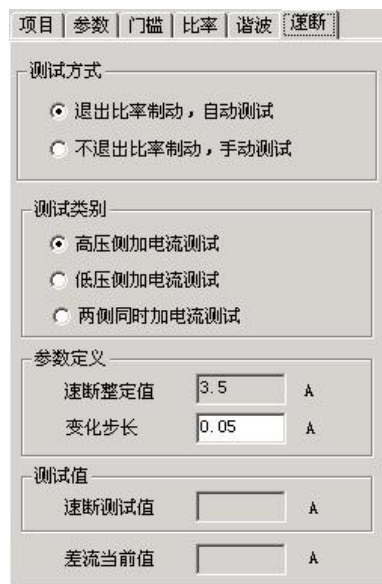 项目 参数 门槛 比率 谐波 速断
测试方式
退出比率制动，自动测试
不退出比率制动，手动测试
测试类别
高压侧加电流测试
低压侧加电流测试
两侧同时加电流测试
参数定义
速断整定值 3.5 A
变化步长 0.05 A
测试值
速断测试值 A
差流当前值 A